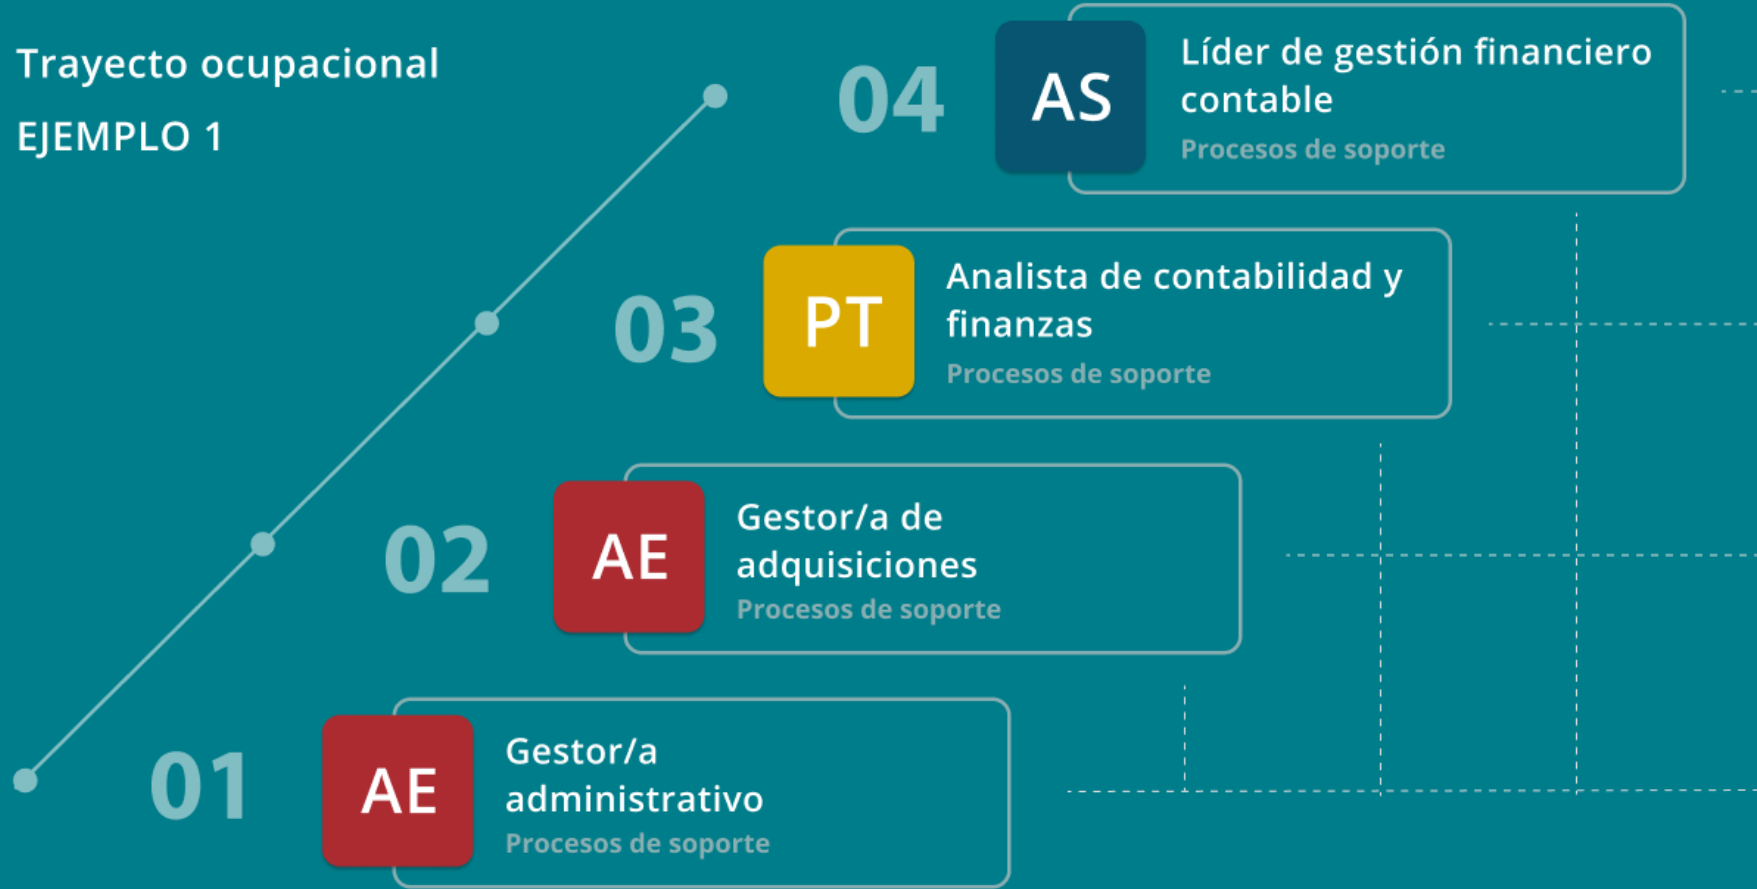 Trayecto ocupacional
EJEMPLO 1
04
AS
Líder de gestión financiero
contable
Procesos de soporte
03
PT
Analista de contabilidad y
finanzas
Procesos de soporte
02
AE
Gestor/a de
adquisiciones
Procesos de soporte
01
AE
Gestor/a
administrativo
Procesos de soporte